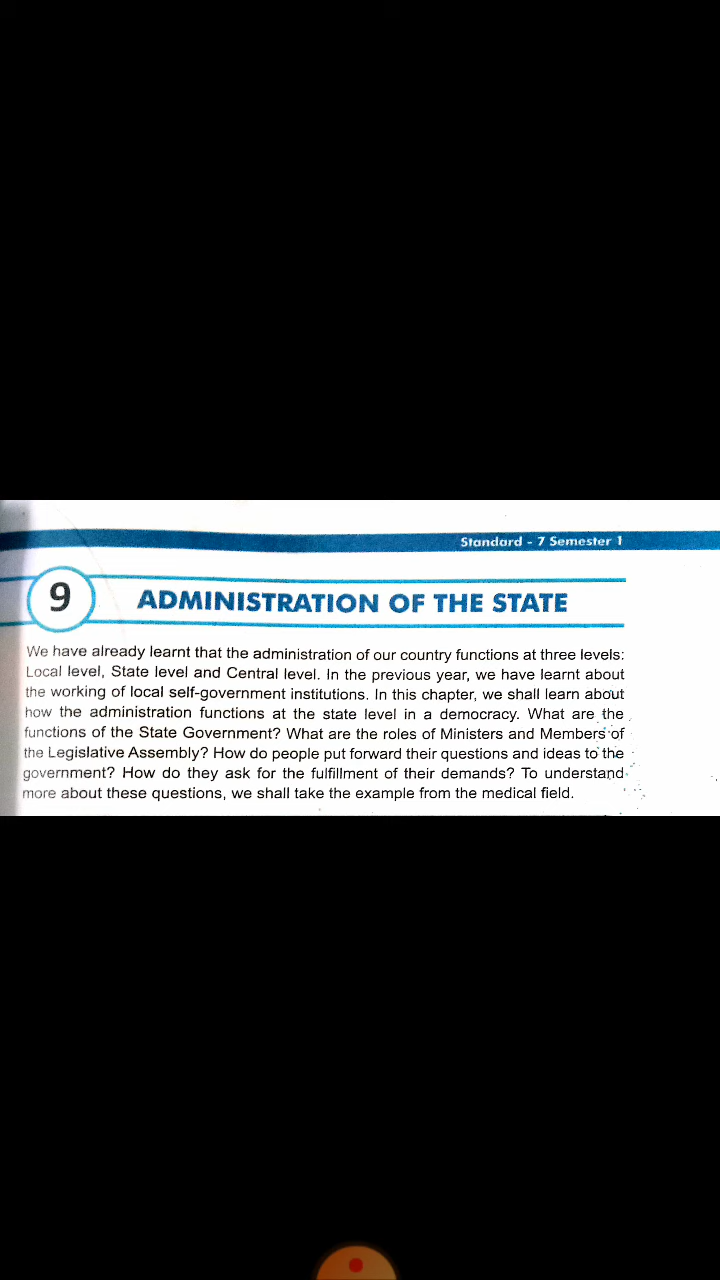 Standard - 7 Semester 1
9 ADMINISTRATION OF THE STATE
We have already learnt that the administration of our country functions at three levels:
Local level, State level and Central level. In the previous year, we have learnt about
the working of local self-government institutions. In this chapter, we shall learn about
how the administration functions at the state level in a democracy. What are the
functions of the State Government? What are the roles of Ministers and Members of
the Legislative Assembly? How do people put forward their questions and ideas to the
government? How do they ask for the fulfillment of their demands? To understand
more about these questions, we shall take the example from the medical field.